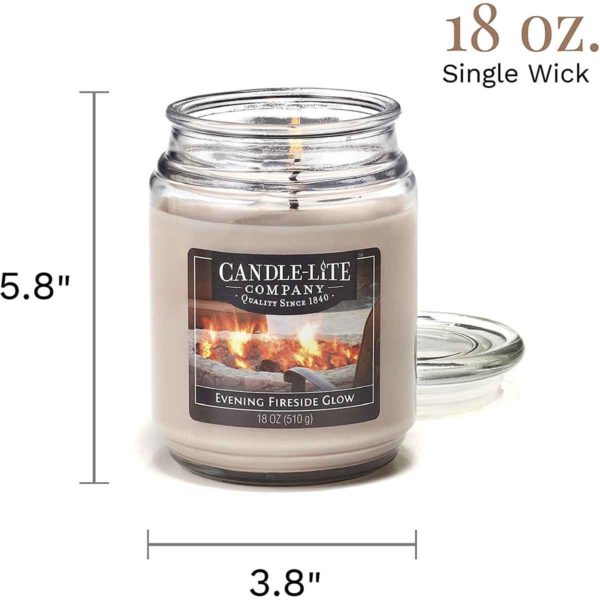 18 oz.
Single Wick
5.8"
CANDLE-LITE
COMPANY
· QUALITY SINCE 1840 ·
EVENING FIRESIDE GLOW
18 OZ (510 g)
3.8"